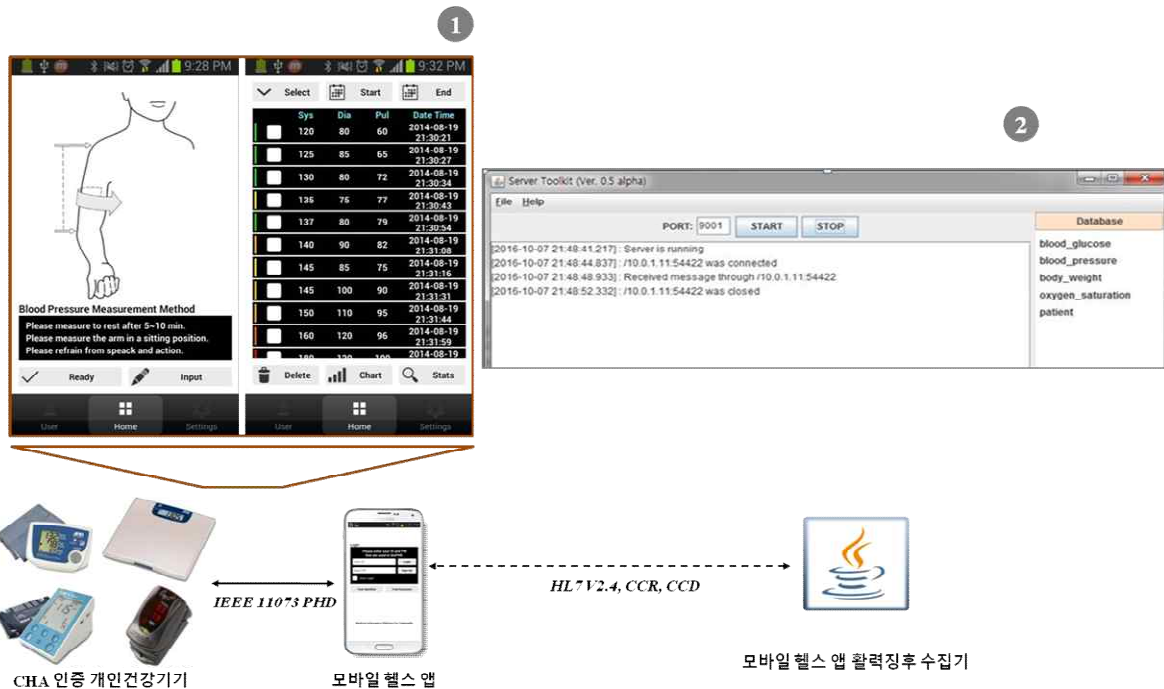 1
9:28 PM
9:32 PM
Select Start End
Sys Dia Pul Date Time
120 80 60 2014-08-19 21:30:21
125 85 65 2014-08-19 21:30:27
130 80 72 2014-08-19 21:30:34
135 75 77 2014-08-19 21:30:43
137 80 79 2014-08-19 21:30:54
140 90 82 2014-08-19 21:31:08
145 85 75 2014-08-19 21:31:16
145 100 90 2014-08-19 21:31:31
150 110 95 2014-08-19 21:31:44
160 120 96 2014-08-19 21:31:59
180 120 100 2014-08-19
Delete Chart Stats
User Home Settings
Blood Pressure Measurement Method
Please measure to rest after 5~10 min.
Please measure the arm in a sitting position.
Please refrain from speack and action.
Ready Input
User Home Settings
2
Server Toolkit (Ver. 0.5 alpha)
File Help
PORT: 9001 START STOP
[2016-10-07 21:48:41.217] : Server is running
[2016-10-07 21:48:44.837] : /10.0.1.11:54422 was connected
[2016-10-07 21:48:48.933] : Received message through /10.0.1.11:54422
[2016-10-07 21:48:52.332] : /10.0.1.11:54422 was closed
Database
blood_glucose
blood_pressure
body_weight
oxygen_saturation
patient
IEEE 11073 PHD
HL7 V2.4, CCR, CCD
CHA 인증 개인건강기기
모바일 헬스 앱
모바일 헬스 앱 활력징후 수집기